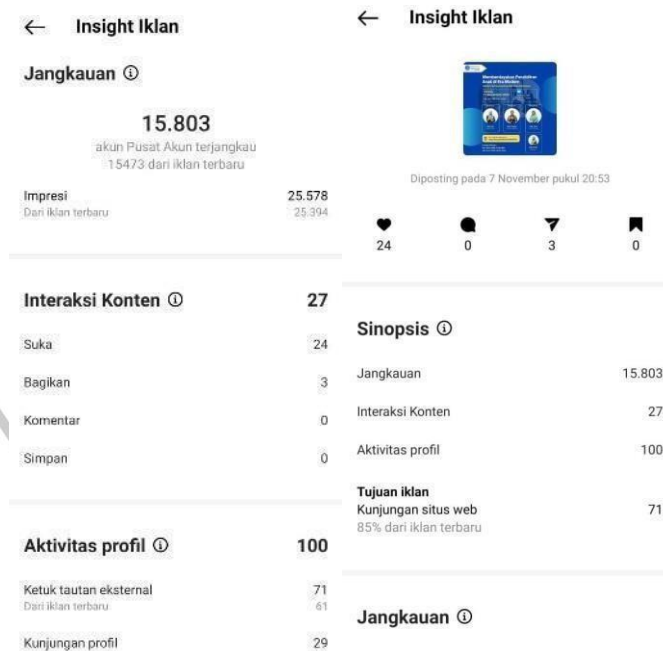 Insight Iklan
Jangkauan
15.803
akun Pusat Akun terjangkau
15473 dari iklan terbaru
Impresi 25.578
Dari iklan terbaru 25.394
Interaksi Konten 27
Suka 24
Bagikan 3
Komentar 0
Simpan 0
Aktivitas profil 100
Ketuk tautan eksternal 71
Dari iklan terbaru 61
Kunjungan profil 29
Insight Iklan
Diposting pada 7 November pukul 20:53
24 0 3 0
Sinopsis
Jangkauan 15.803
Interaksi Konten 27
Aktivitas profil 100
Tujuan iklan
Kunjungan situs web 71
85% dari iklan terbaru
Jangkauan